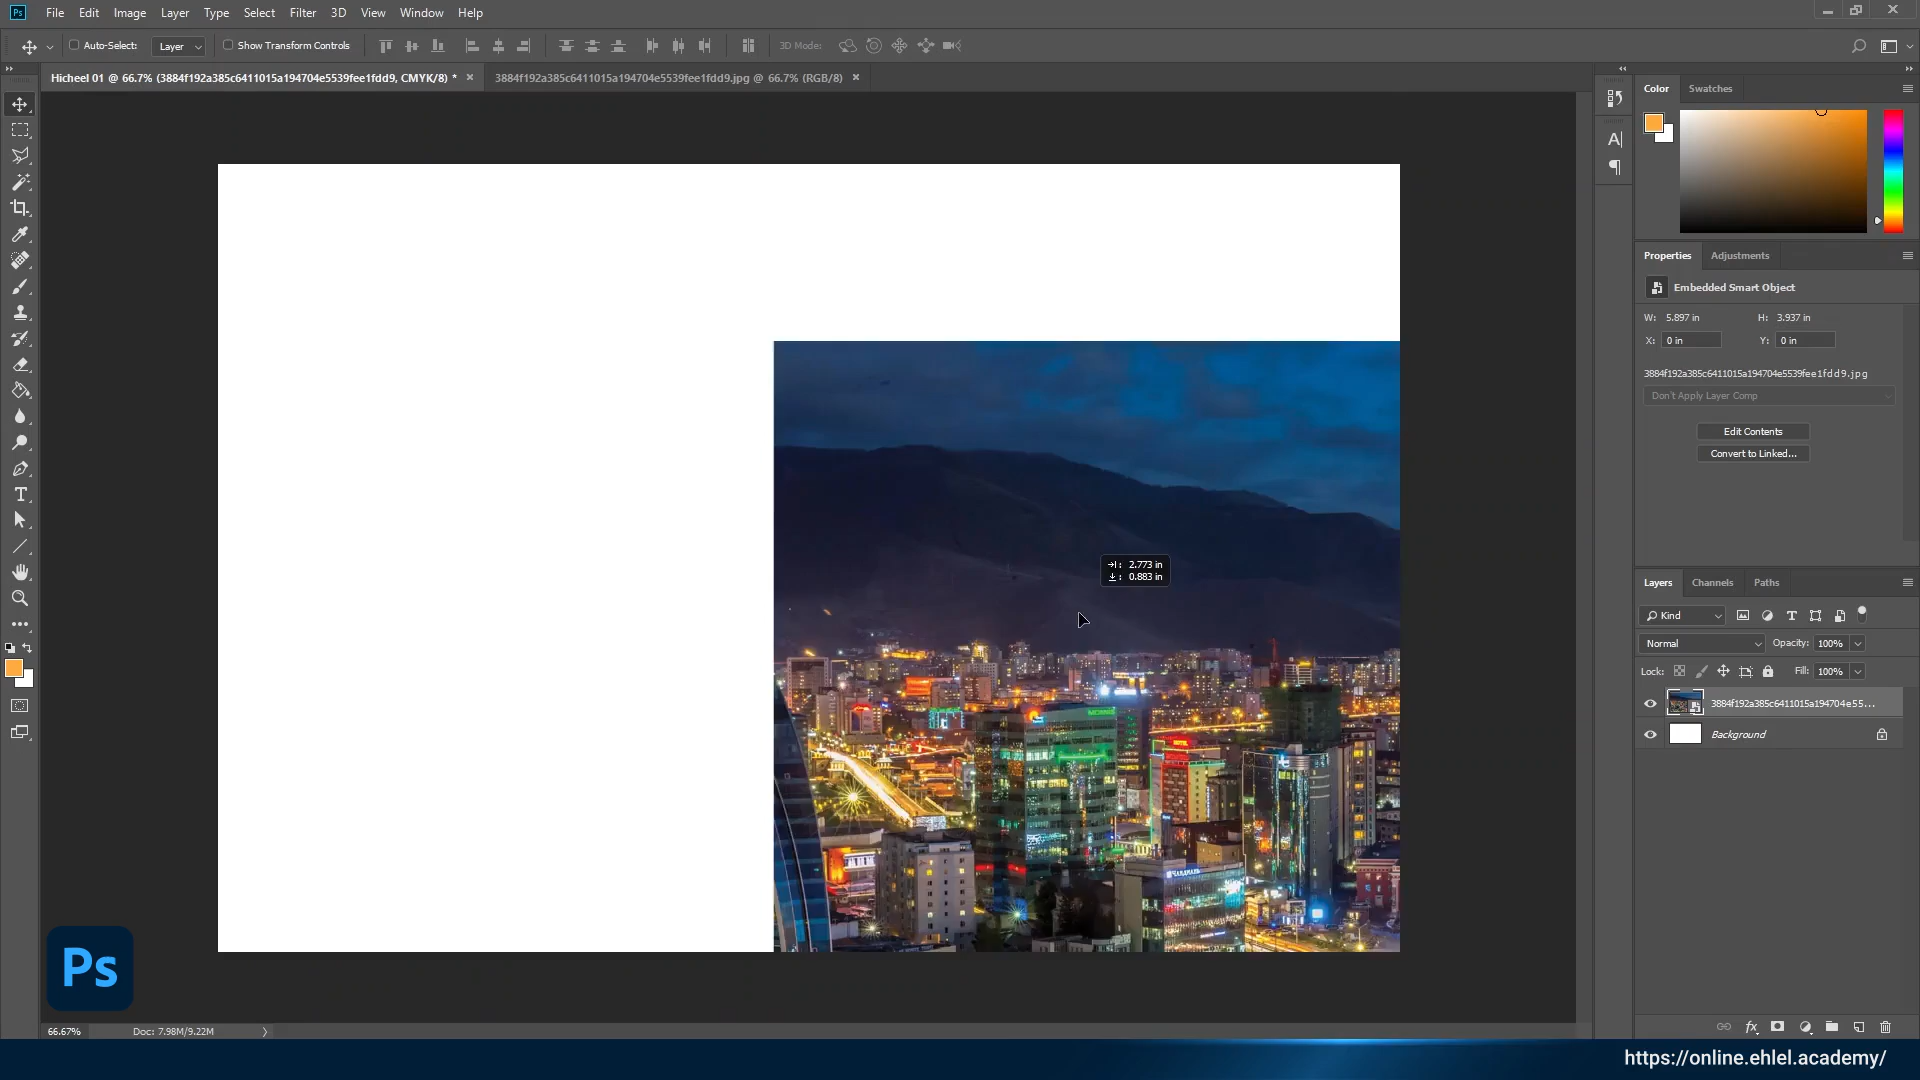 Ps File Edit Image Layer Type Select Filter 3D View Window Help
Auto-Select: Layer Show Transform Controls 3D Mode:
Hicheel 01 @ 66.7% (3884f192a385c6411015a194704e5539fee1fdd9, CMYK/8) * × 3884f192a385c6411015a194704e5539fee1fdd9.jpg @ 66.7% (RGB/8) ×
Color Swatches
Properties Adjustments
Embedded Smart Object
W: 5.897 in H: 3.937 in
X: 0 in Y: 0 in
3884f192a385c6411015a194704e5539fee1fdd9.jpg
Don't Apply Layer Comp
Edit Contents
Convert to Linked...
2.773 in
0.883 in
Layers Channels Paths
Kind
Normal Opacity: 100%
Lock: Fill: 100%
3884f192a385c6411015a194704e55...
Background
Ps
66.67% Doc: 7.98M/9.22M
https://online.ehlel.academy/